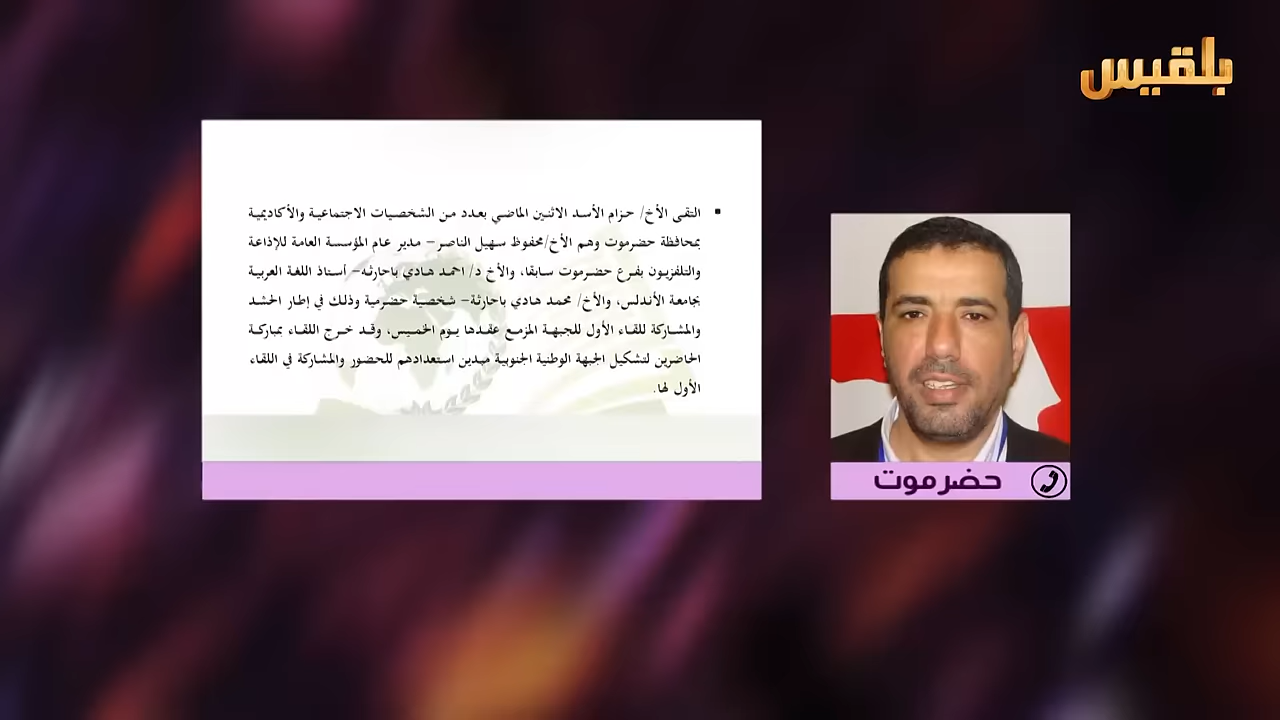 بلقيس
▪ التقى الأخ/ حزام الأسد الاثنين الماضي بعدد من الشخصيات الاجتماعية والأكاديمية
بمحافظة حضرموت وهم الأخ/محفوظ سهيل الناصر– مدير عام المؤسسة العامة للإذاعة
والتلفزيون بفرع حضرموت سابقا، والأخ د/ احمد هادي باحارثه– أستاذ اللغة العربية
بجامعة الأندلس، والأخ/ محمد هادي باحارثة– شخصية حضرمية وذلك في إطار الحشد
والمشاركة للقاء الأول للجبهة المزمع عقدها يوم الخميس، وقد خرج اللقاء بمباركة
الحاضرين لتشكيل الجبهة الوطنية الجنوبية مبدين استعدادهم للحضور والمشاركة في اللقاء
الأول لها.
حضرموت